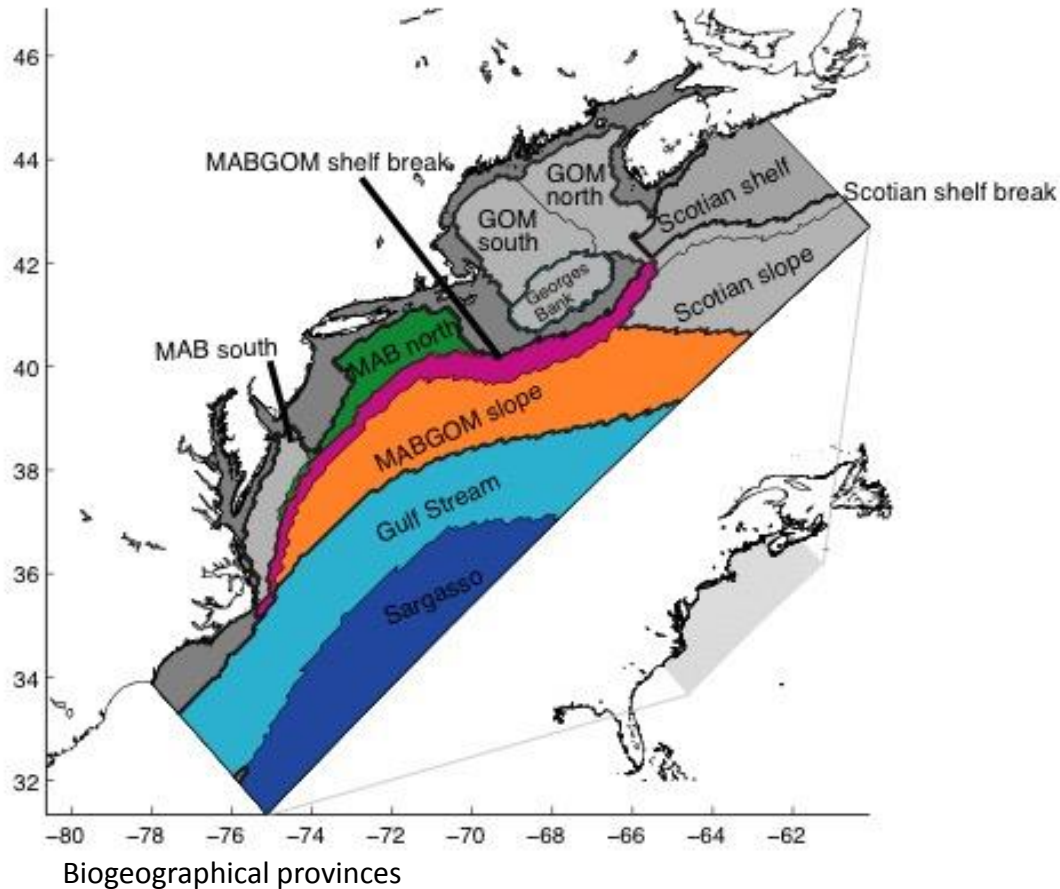 46
44
42
40
38
36
34
32
MABGOM shelf break
GOM
north
GOM
south
Scotian shelf
Scotian shelf break
Scotian slope
Georges
Bank
MAB north
MAB south
MABGOM slope
Gulf Stream
Sargasso
−80 −78 −76 −74 −72 −70 −68 −66 −64 −62
Biogeographical provinces